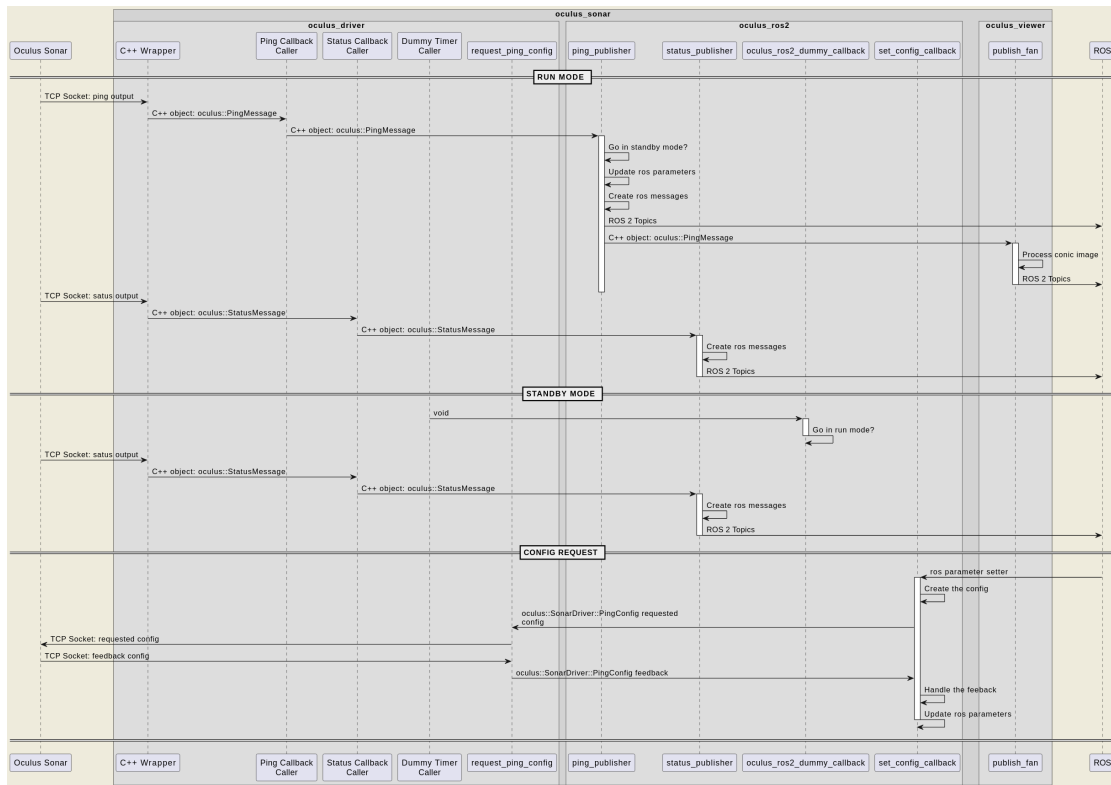 oculus_sonar
oculus_driver
oculus_ros2
oculus_viewer
Oculus Sonar
C++ Wrapper
Ping Callback
Caller
Status Callback
Caller
Dummy Timer
Caller
request_ping_config
ping_publisher
status_publisher
oculus_ros2_dummy_callback
set_config_callback
publish_fan
ROS
RUN MODE
TCP Socket: ping output
C++ object: oculus::PingMessage
C++ object: oculus::PingMessage
Go in standby mode?
Update ros parameters
Create ros messages
ROS 2 Topics
C++ object: oculus::PingMessage
Process conic image
ROS 2 Topics
TCP Socket: satus output
C++ object: oculus::StatusMessage
C++ object: oculus::StatusMessage
Create ros messages
ROS 2 Topics
STANDBY MODE
void
Go in run mode?
TCP Socket: satus output
C++ object: oculus::StatusMessage
C++ object: oculus::StatusMessage
Create ros messages
ROS 2 Topics
CONFIG REQUEST
ros parameter setter
Create the config
oculus::SonarDriver::PingConfig requested
config
TCP Socket: requested config
TCP Socket: feedback config
oculus::SonarDriver::PingConfig feedback
Handle the feeback
Update ros parameters
Oculus Sonar
C++ Wrapper
Ping Callback
Caller
Status Callback
Caller
Dummy Timer
Caller
request_ping_config
ping_publisher
status_publisher
oculus_ros2_dummy_callback
set_config_callback
publish_fan
ROS